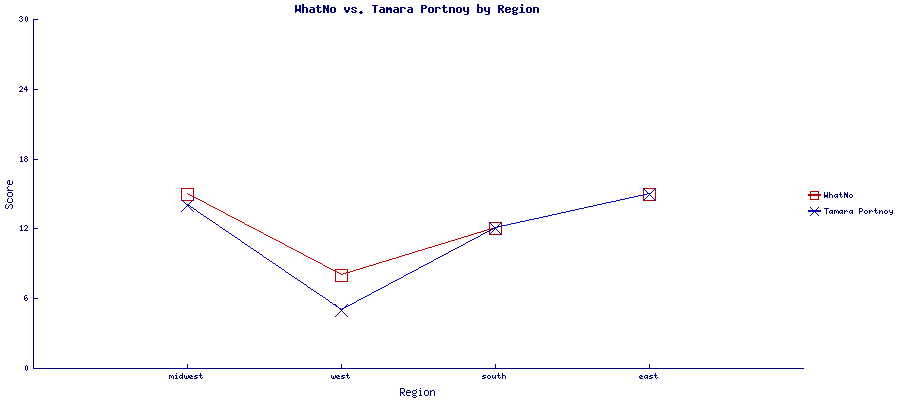 WhatNo vs. Tamara Portnoy by Region
30
24
18
12
6
0
Score
midwest west south east
Region
WhatNo
Tamara Portnoy